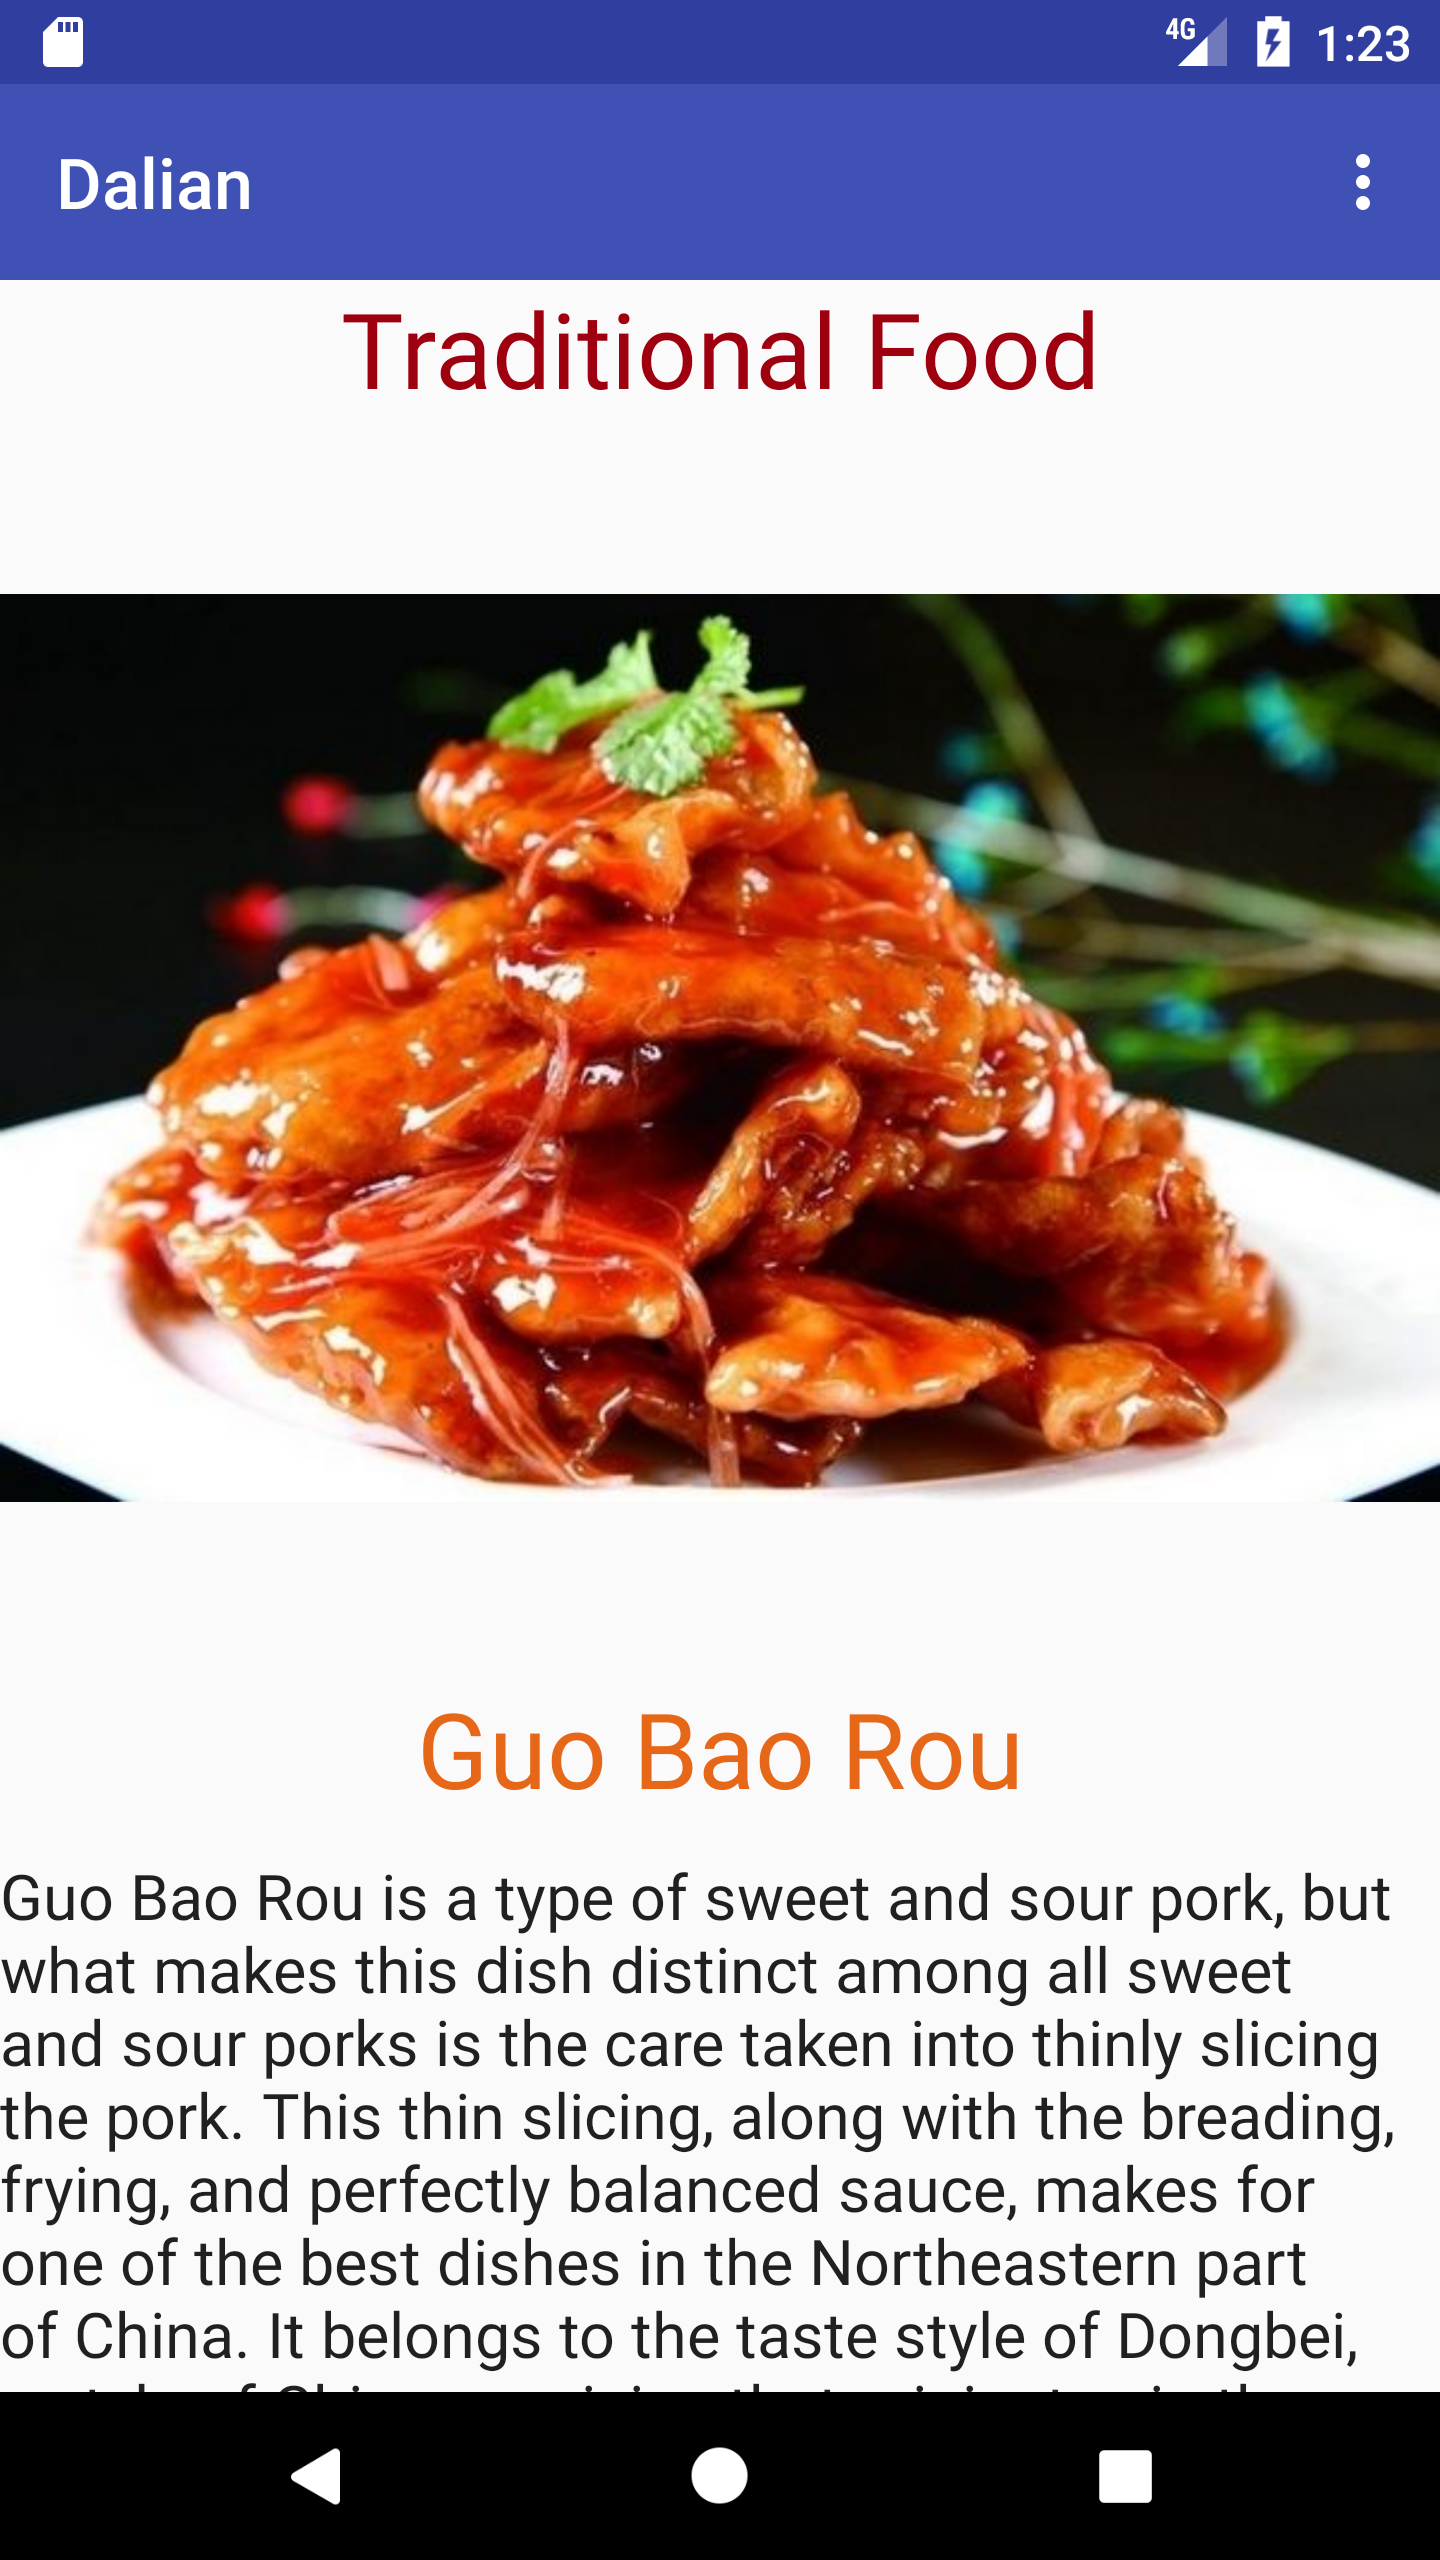 4G 1:23
Dalian
Traditional Food
Guo Bao Rou
Guo Bao Rou is a type of sweet and sour pork, but
what makes this dish distinct among all sweet
and sour porks is the care taken into thinly slicing
the pork. This thin slicing, along with the breading,
frying, and perfectly balanced sauce, makes for
one of the best dishes in the Northeastern part
of China. It belongs to the taste style of Dongbei,